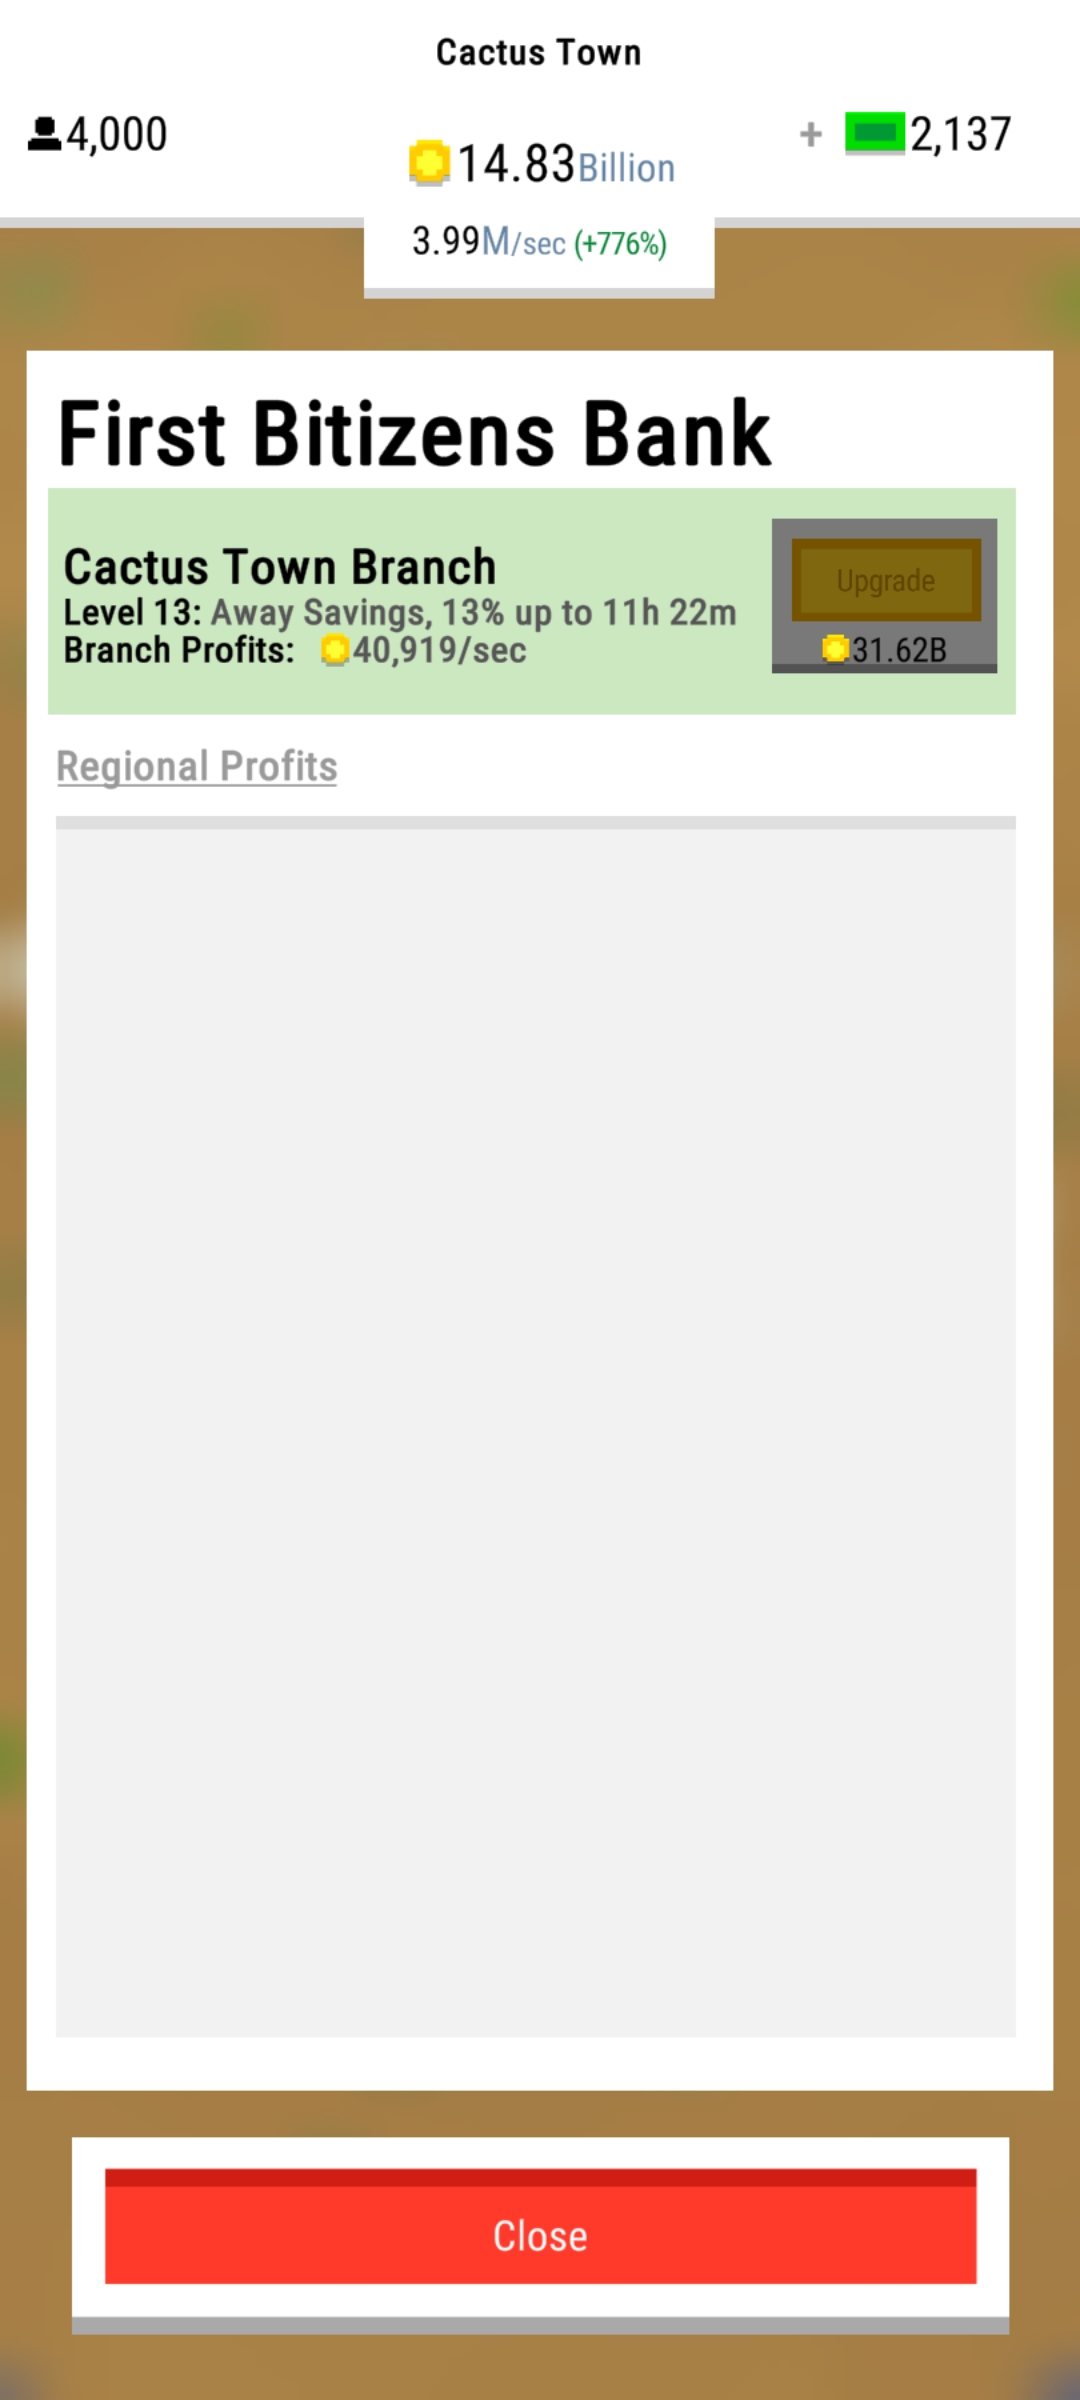 Cactus Town
4,000
14.83Billion
+ 2,137
3.99M/sec (+776%)
First Bitizens Bank
Cactus Town Branch
Level 13: Away Savings, 13% up to 11h 22m
Branch Profits: 40,919/sec
Upgrade
31.62B
Regional Profits
Close